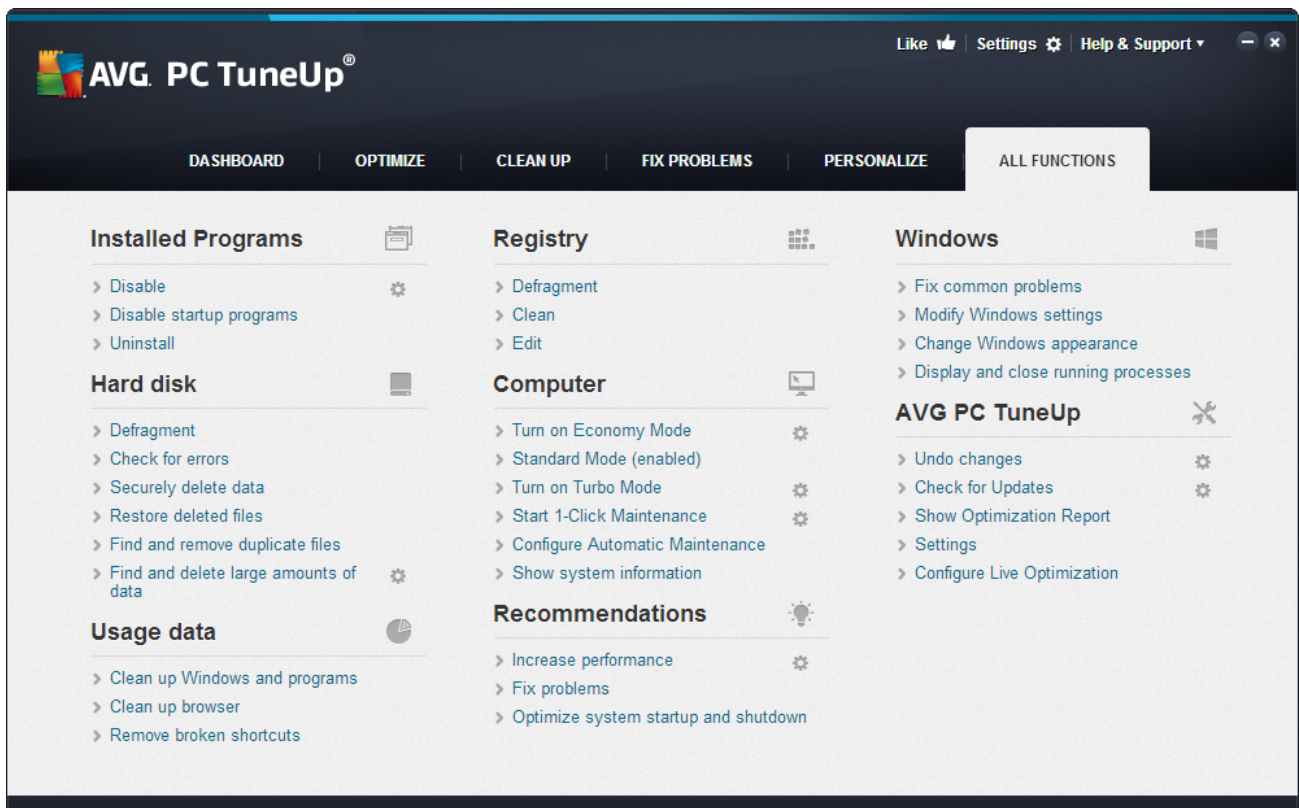 Like
Settings
Help & Support
AVG. PC TuneUp®
DASHBOARD
OPTIMIZE
CLEAN UP
FIX PROBLEMS
PERSONALIZE
ALL FUNCTIONS
Installed Programs
Disable
Disable startup programs
Uninstall
Hard disk
Defragment
Check for errors
Securely delete data
Restore deleted files
Find and remove duplicate files
Find and delete large amounts of
data
Usage data
Clean up Windows and programs
Clean up browser
Remove broken shortcuts
Registry
Defragment
Clean
Edit
Computer
Turn on Economy Mode
Standard Mode (enabled)
Turn on Turbo Mode
Start 1-Click Maintenance
Configure Automatic Maintenance
Show system information
Recommendations
Increase performance
Fix problems
Optimize system startup and shutdown
Windows
Fix common problems
Modify Windows settings
Change Windows appearance
Display and close running processes
AVG PC TuneUp
Undo changes
Check for Updates
Show Optimization Report
Settings
Configure Live Optimization